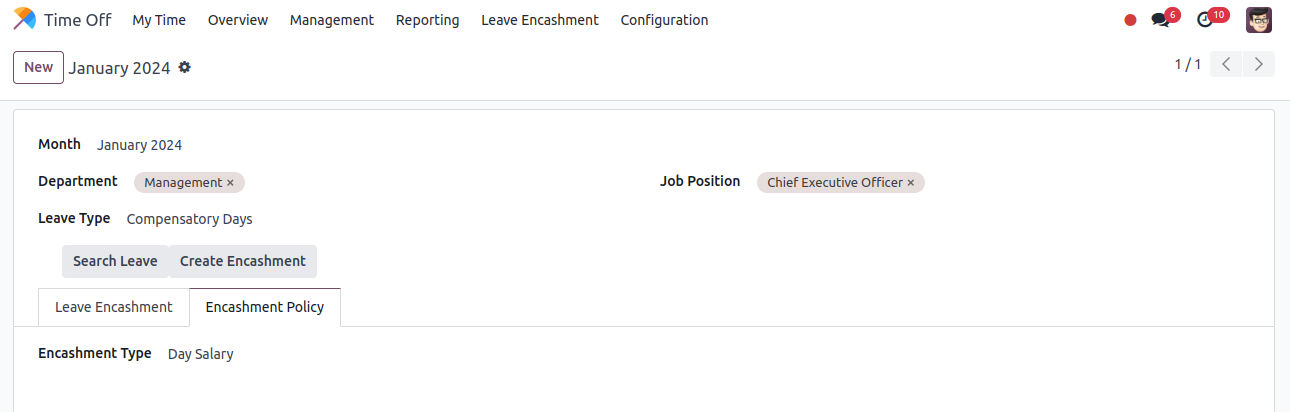 Time Off My Time Overview Management Reporting Leave Encashment Configuration 6 10
New January 2024 1 / 1
Month January 2024
Department Management × Job Position Chief Executive Officer ×
Leave Type Compensatory Days
Search Leave Create Encashment
Leave Encashment Encashment Policy
Encashment Type Day Salary